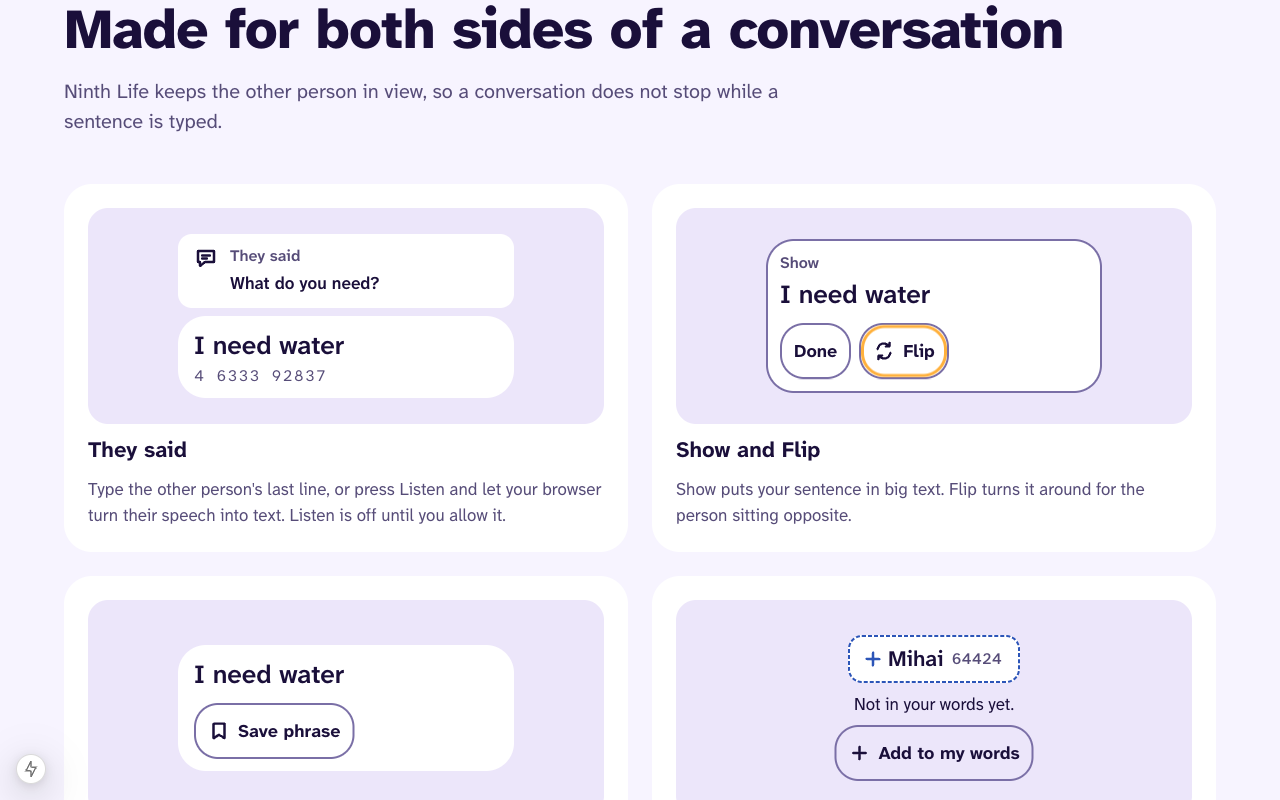 Made for both sides of a conversation
Ninth Life keeps the other person in view, so a conversation does not stop while a
sentence is typed.
They said
What do you need?
I need water
4 6333 92837
They said
Type the other person's last line, or press Listen and let your browser
turn their speech into text. Listen is off until you allow it.
Show
I need water
Done
Flip
Show and Flip
Show puts your sentence in big text. Flip turns it around for the
person sitting opposite.
I need water
Save phrase
Mihai 64424
Not in your words yet.
Add to my words